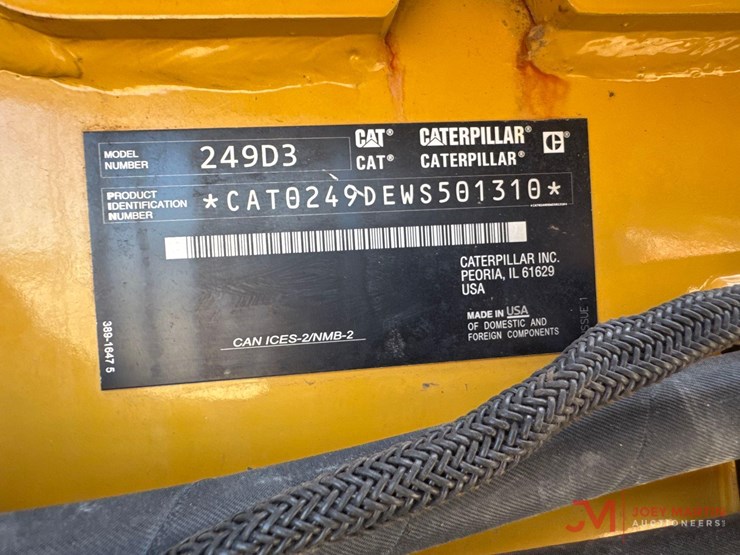 MODEL NUMBER 249D3
CAT® CATERPILLAR®
CAT® CATERPILLAR®
PRODUCT IDENTIFICATION NUMBER *CAT0249DEWS501310*
CATERPILLAR INC.
PEORIA, IL 61629
USA
MADE IN USA
OF DOMESTIC AND
FOREIGN COMPONENTS
CAN ICES-2/NMB-2
389-1647 5
ISSUE 1
JM JOEY MARTIN
AUCTIONEERS